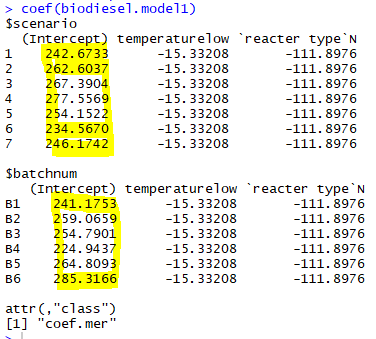 > coef(biodiesel.model1)
$scenario
(Intercept) temperaturelow `reacter type`N
1 242.6733 -15.33208 -111.8976
2 262.6037 -15.33208 -111.8976
3 267.3904 -15.33208 -111.8976
4 277.5569 -15.33208 -111.8976
5 254.1522 -15.33208 -111.8976
6 234.5670 -15.33208 -111.8976
7 246.1742 -15.33208 -111.8976
$batchnum
(Intercept) temperaturelow `reacter type`N
B1 241.1753 -15.33208 -111.8976
B2 259.0659 -15.33208 -111.8976
B3 254.7901 -15.33208 -111.8976
B4 224.9437 -15.33208 -111.8976
B5 264.8093 -15.33208 -111.8976
B6 285.3166 -15.33208 -111.8976
attr(,"class")
[1] "coef.mer"
>